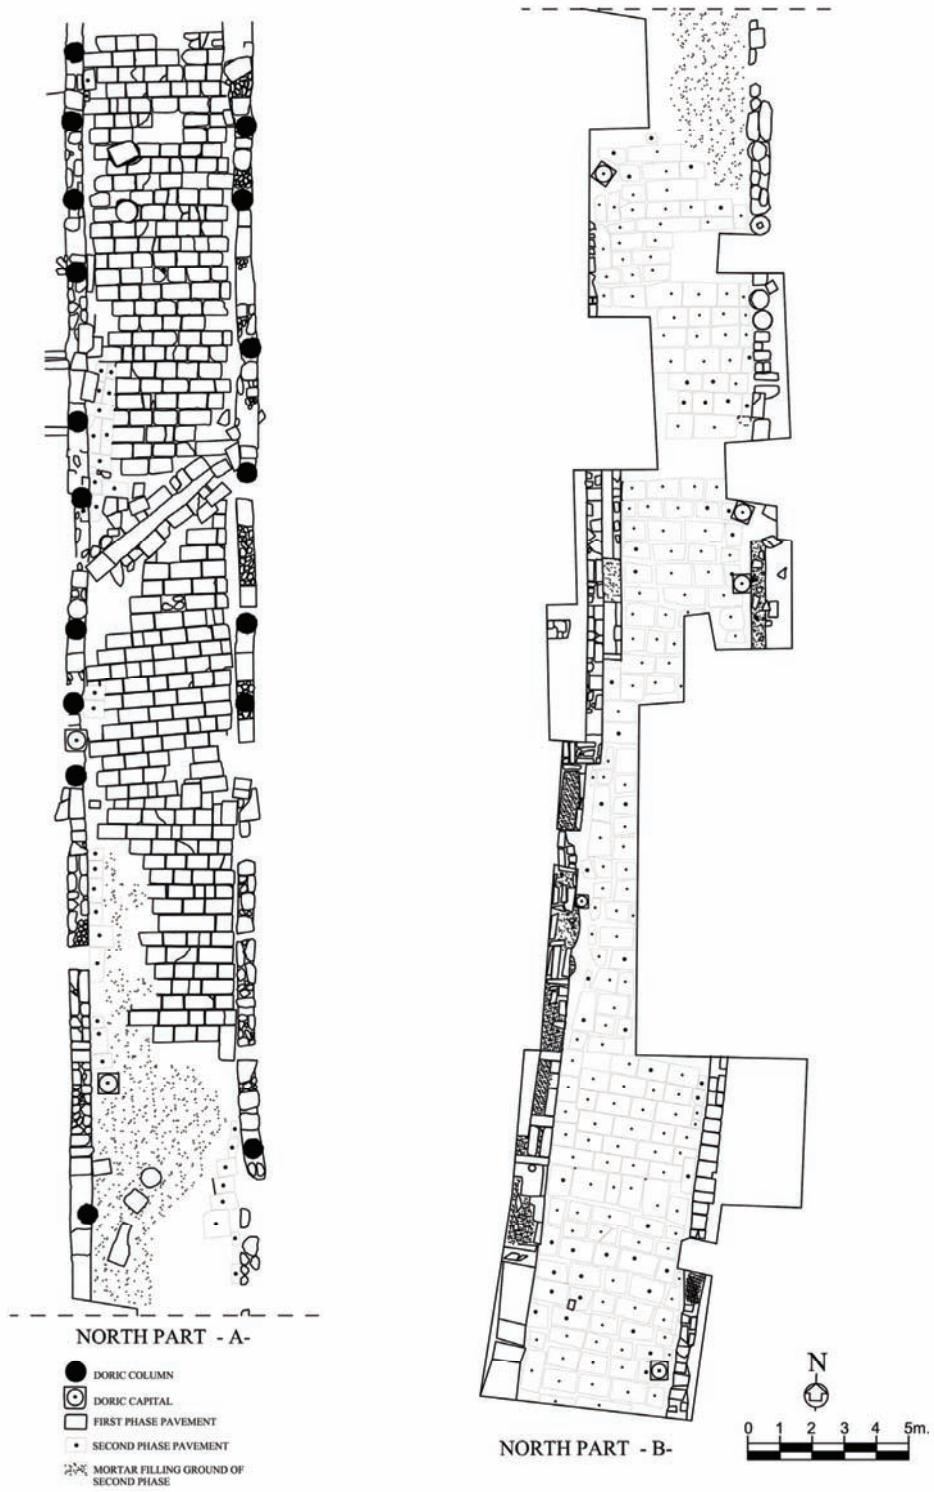 NORTH PART - A-
DORIC COLUMN
DORIC CAPITAL
FIRST PHASE PAVEMENT
SECOND PHASE PAVEMENT
MORTAR FILLING GROUND OF
SECOND PHASE
NORTH PART - B-
N
0 1 2 3 4 5m.